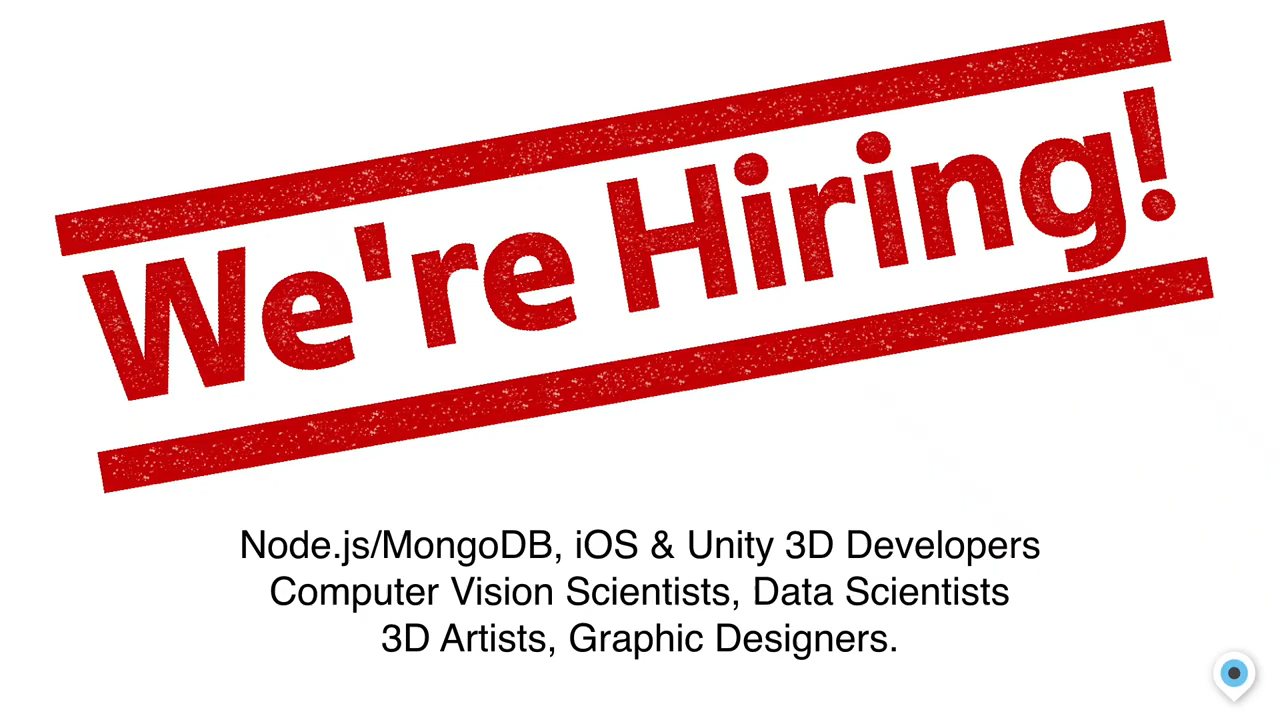 We're Hiring!
Node.js/MongoDB, iOS & Unity 3D Developers
Computer Vision Scientists, Data Scientists
3D Artists, Graphic Designers.